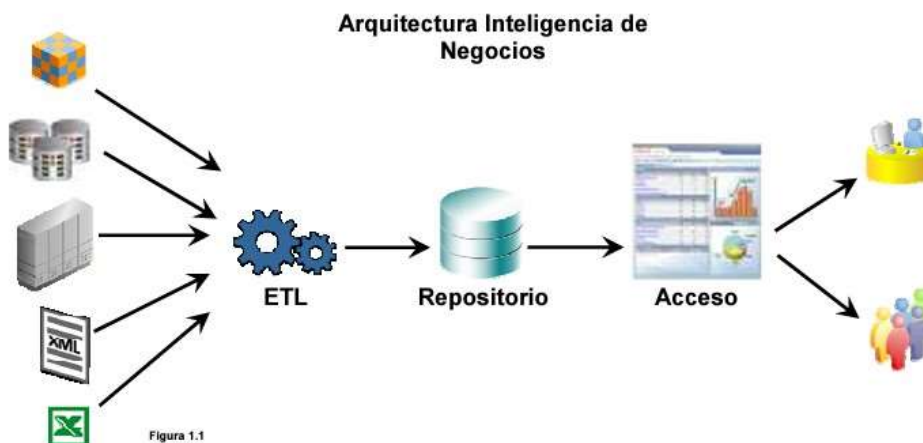 Arquitectura Inteligencia de
Negocios
XML
ETL
Repositorio
Acceso
Figura 1.1